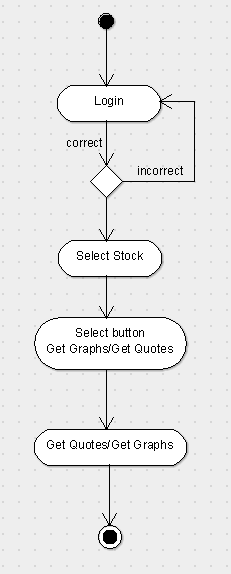 Login
correct
incorrect
Select Stock
Select button
Get Graphs/Get Quotes
Get Quotes/Get Graphs